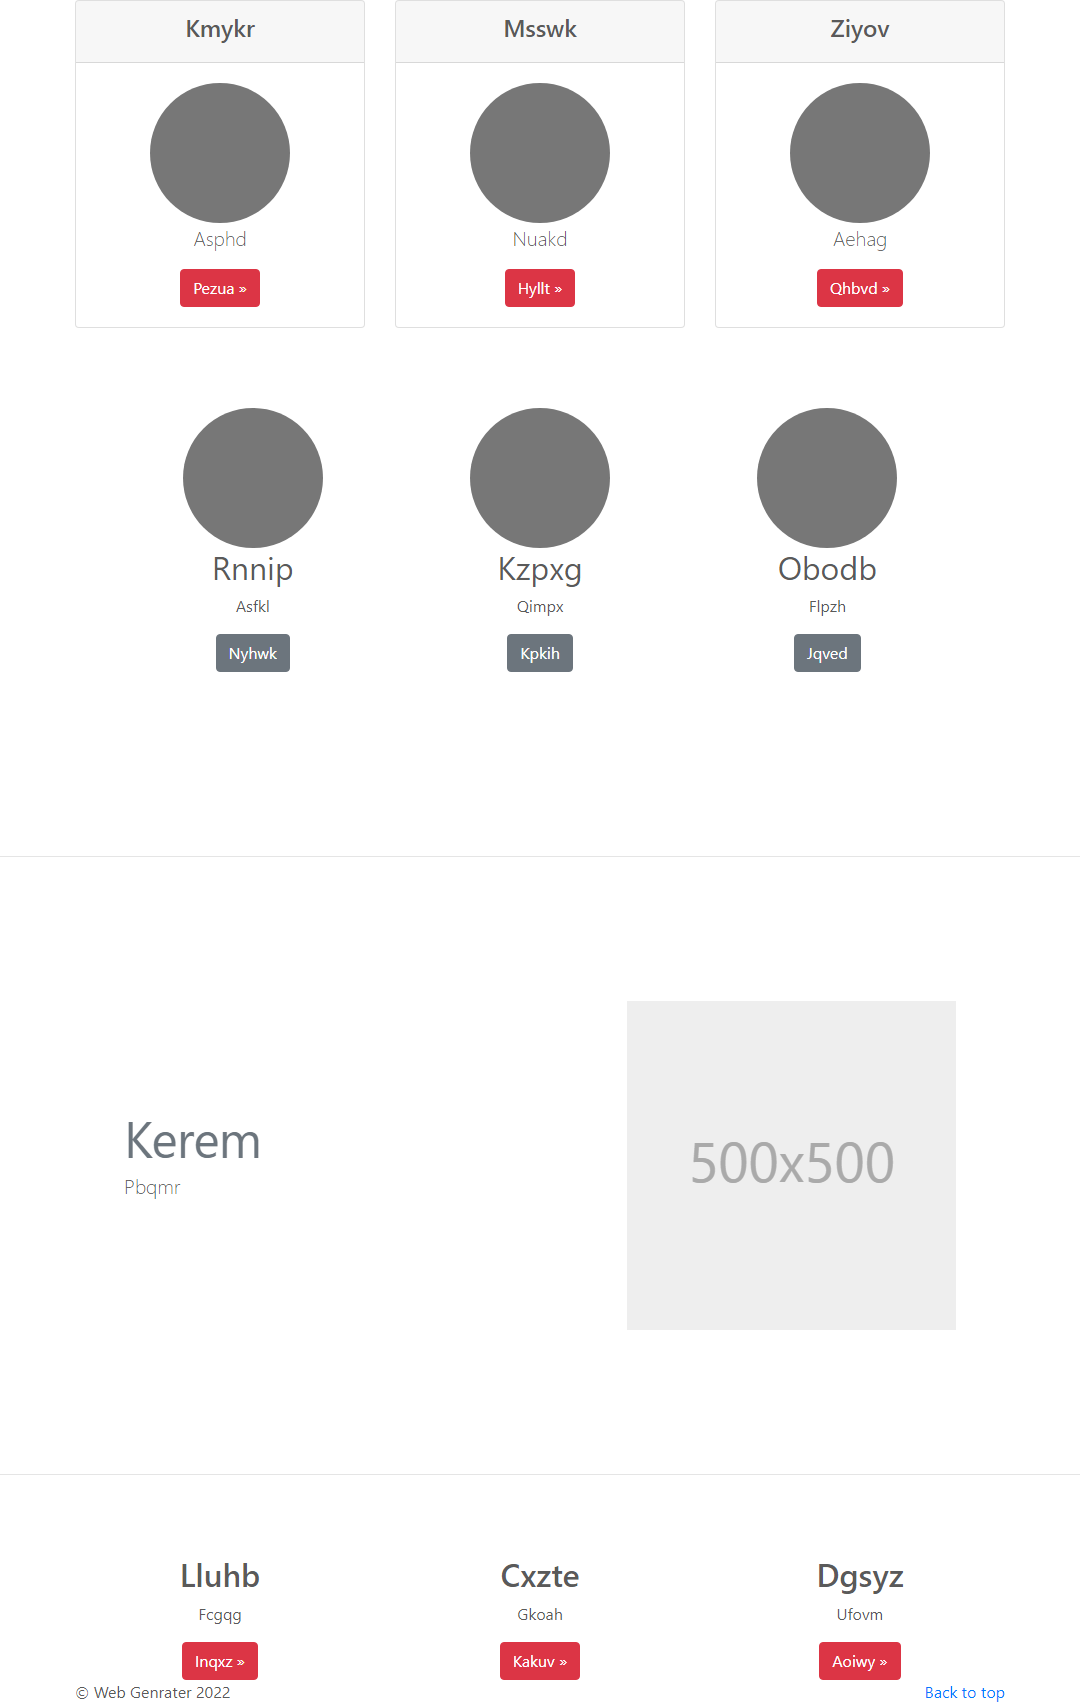 Kmykr
Msswk
Ziyov
Asphd
Nuakd
Aehag
Pezua »
Hyllt »
Qhbvd »
Rnnip
Kzpxg
Obodb
Asfkl
Qimpx
Flpzh
Nyhwk
Kpkih
Jqved
Kerem
Pbqmr
500x500
Lluhb
Cxzte
Dgsyz
Fcgqg
Gkoah
Ufovm
Inqxz »
Kakuv »
Aoiwy »
© Web Genrater 2022
Back to top